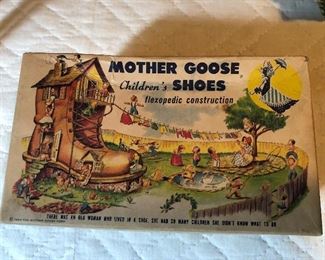 MOTHER GOOSE
Children's SHOES
flexopedic construction
THERE WAS AN OLD WOMAN WHO LIVED IN A SHOE. SHE HAD SO MANY CHILDREN SHE DIDN'T KNOW WHAT TO DO